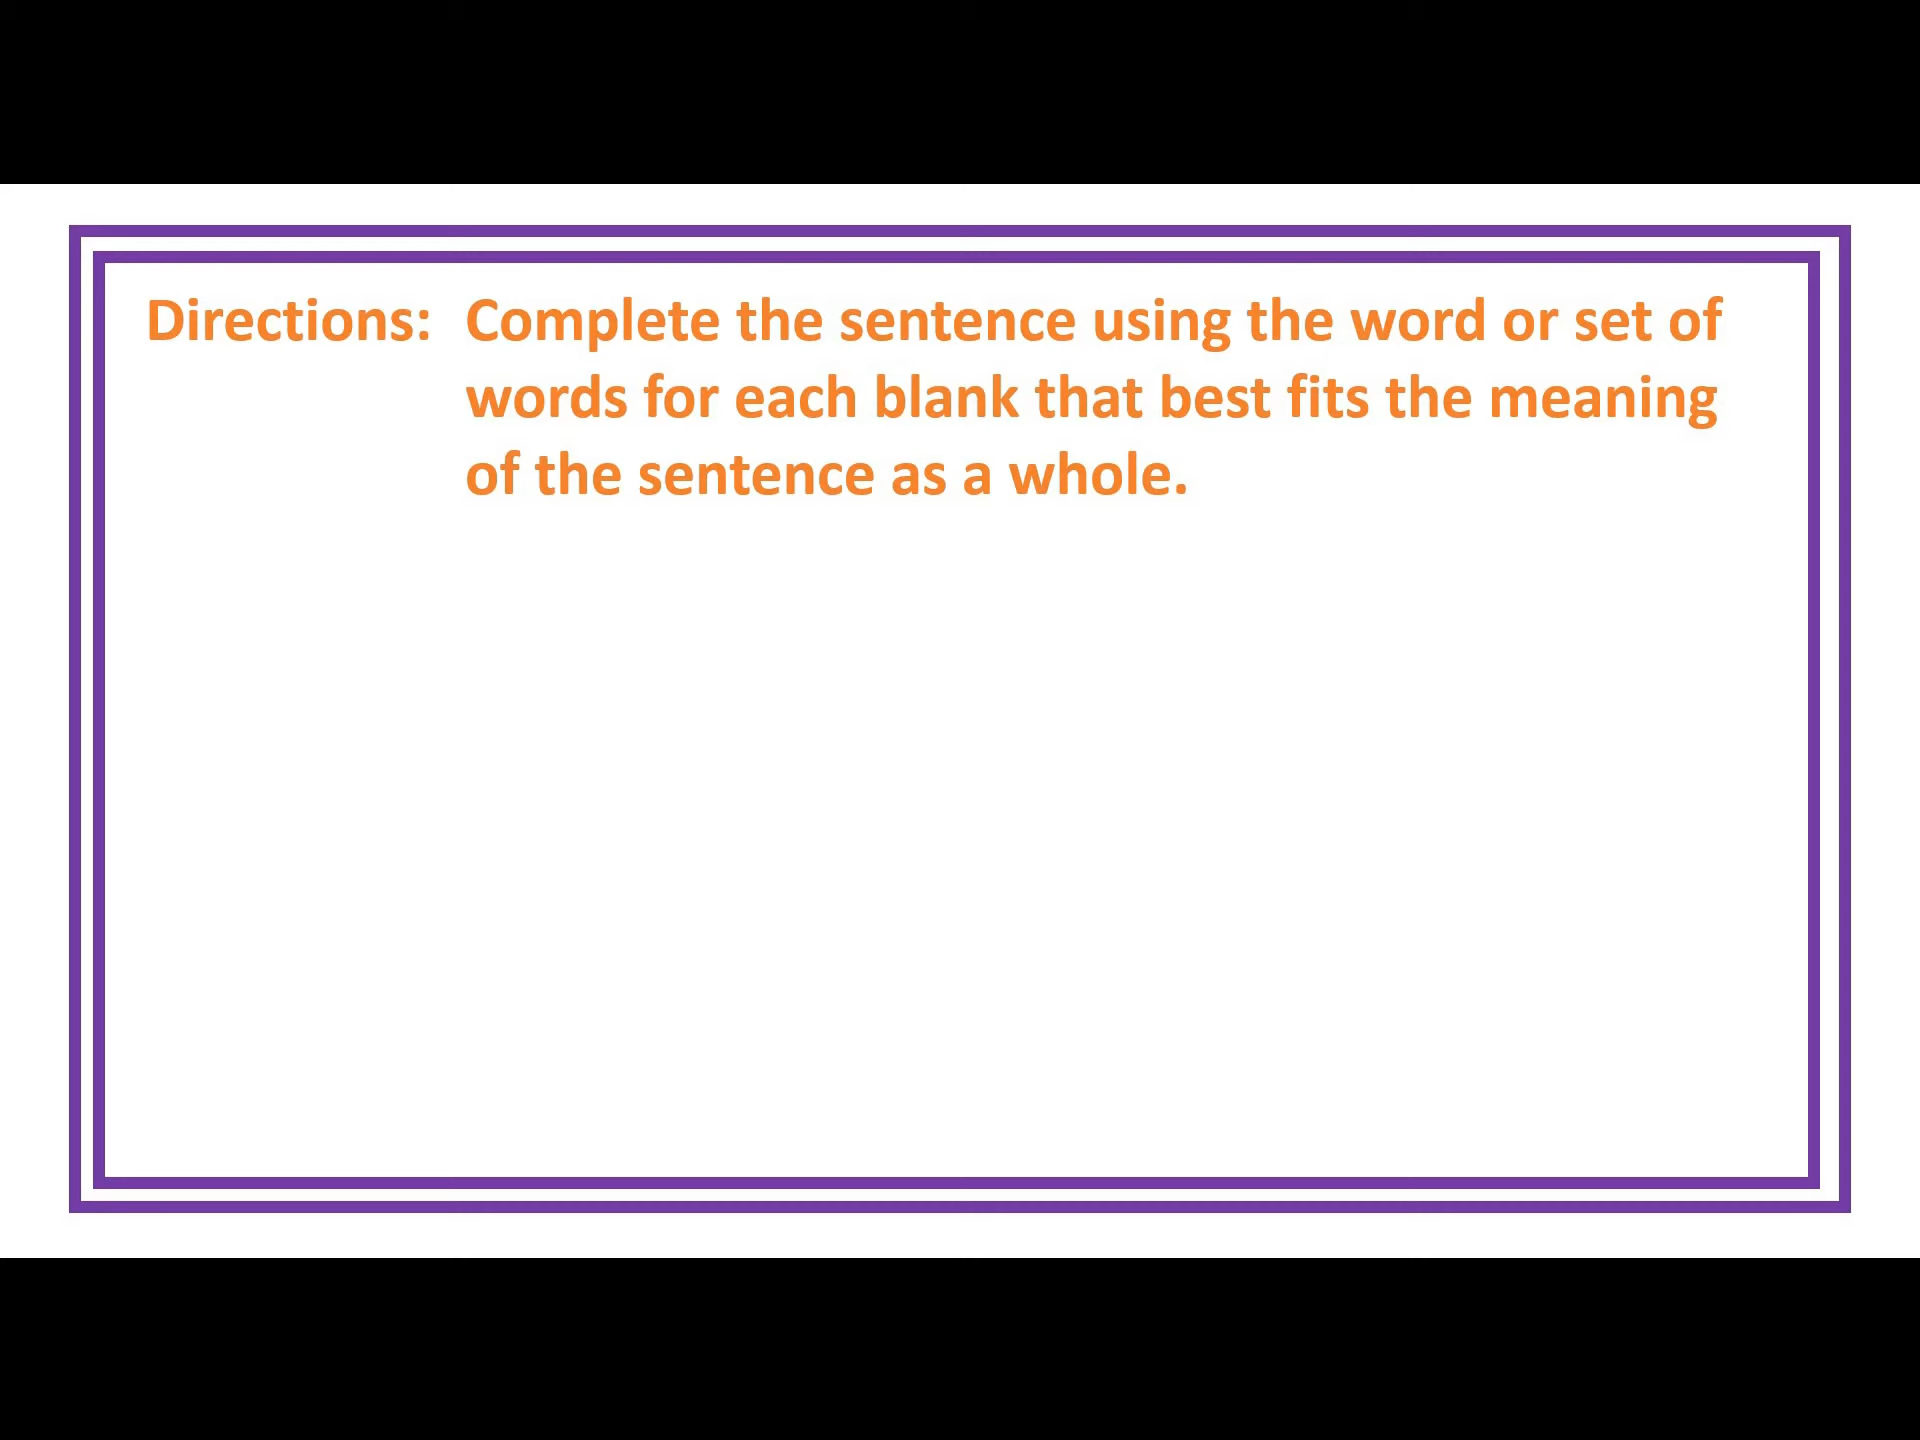 Directions: Complete the sentence using the word or set of
words for each blank that best fits the meaning
of the sentence as a whole.